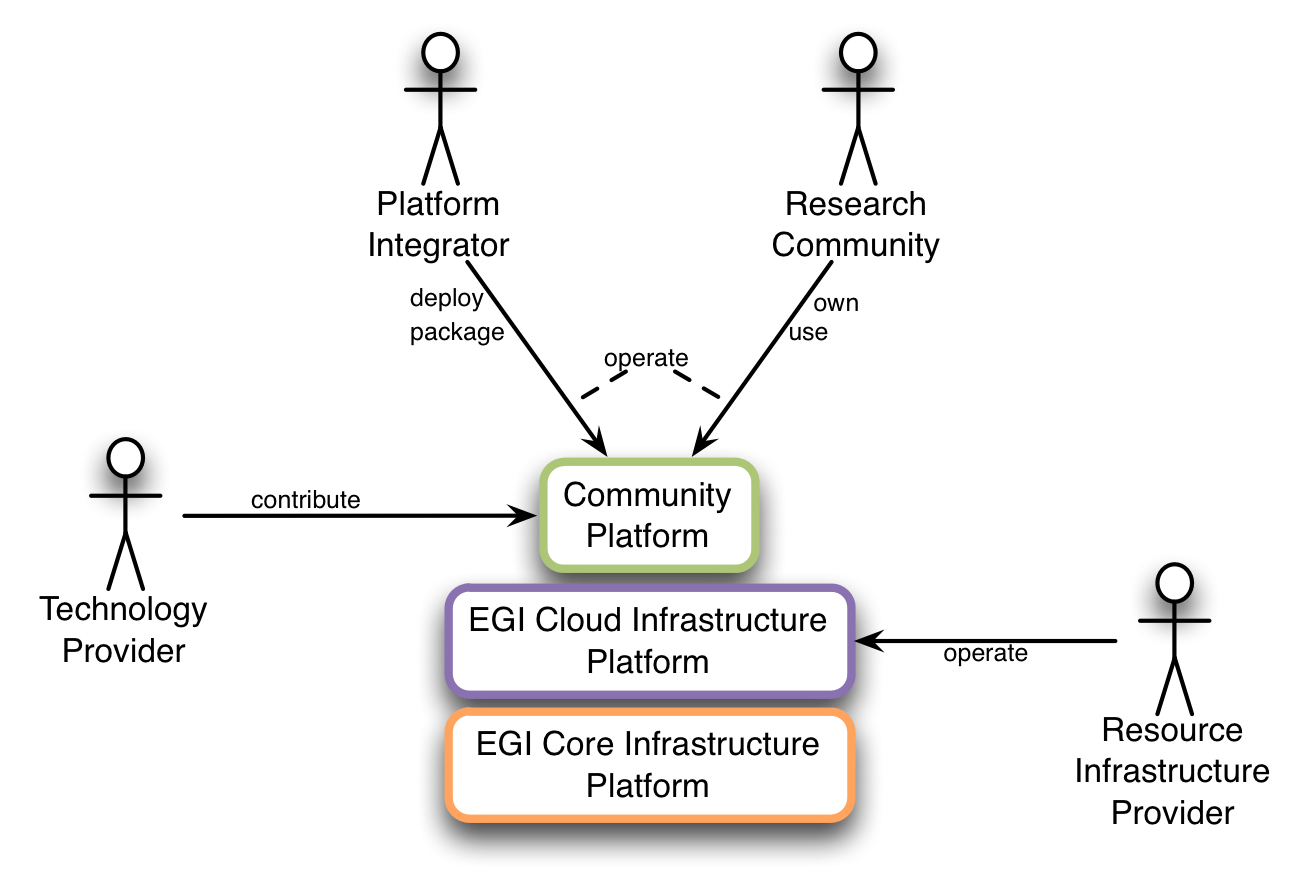 Platform
Integrator
Research
Community
deploy
package
own
use
operate
contribute
Technology
Provider
Community
Platform
EGI Cloud Infrastructure
Platform
operate
EGI Core Infrastructure
Platform
Resource
Infrastructure
Provider